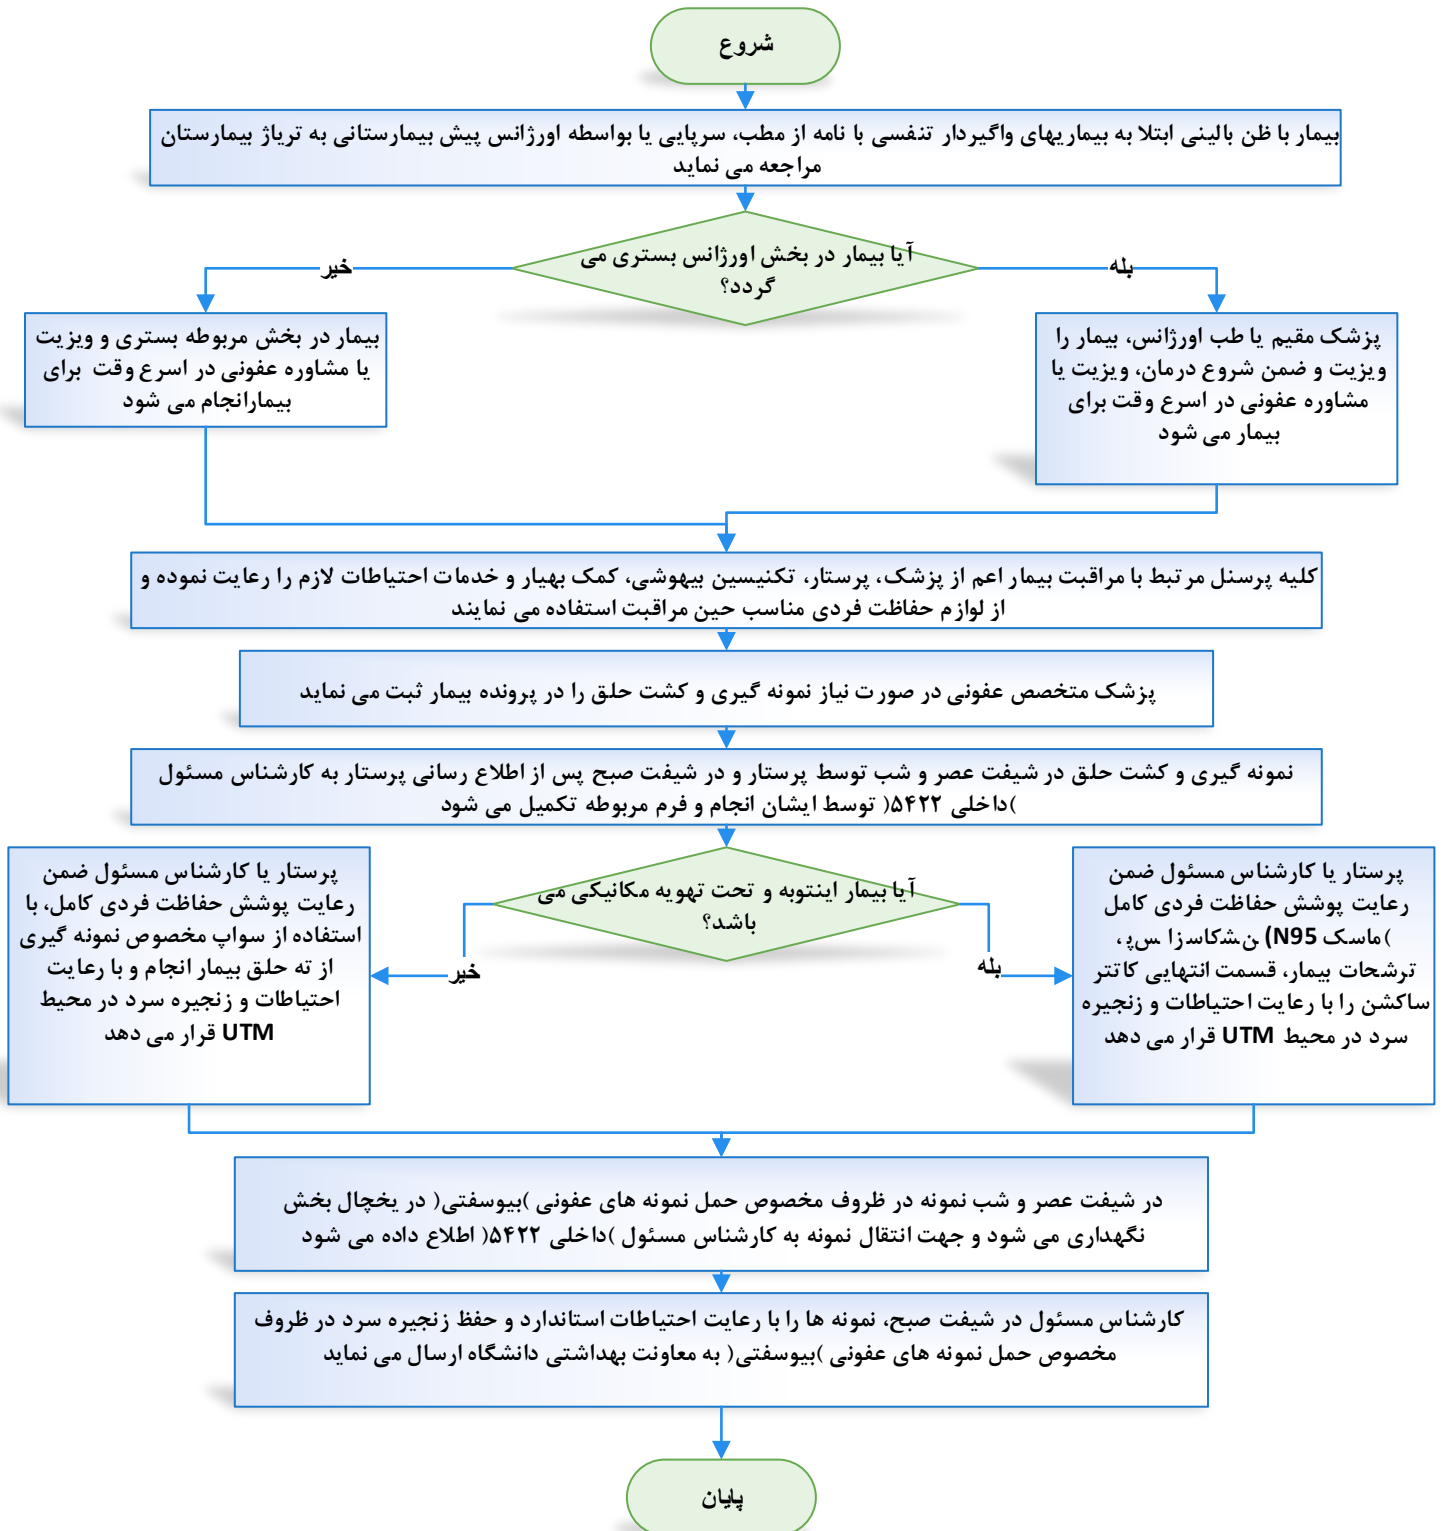 شروع
بیمار با ظن بالینی ابتلا به بیماریهای واگیردار تنفسی با نامه از مطب، سرپایی یا بواسطه اورژانس پیش بیمارستانی به تریاژ بیمارستان
مراجعه می نماید
آیا بیمار در بخش اورژانس بستری می
گردد؟
بله
خیر
پزشک مقیم یا طب اورژانس، بیمار را
ویزیت و ضمن شروع درمان، ویزیت یا
مشاوره عفونی در اسرع وقت برای
بیمار می شود
بیمار در بخش مربوطه بستری و ویزیت
یا مشاوره عفونی در اسرع وقت برای
بیمارانجام می شود
کلیه پرسنل مرتبط با مراقبت بیمار اعم از پزشک، پرستار، تکنیسین بیهوشی، کمک بهیار و خدمات احتیاطات لازم را رعایت نموده و
از لوازم حفاظت فردی مناسب حین مراقبت استفاده می نمایند
پزشک متخصص عفونی در صورت نیاز نمونه گیری و کشت حلق را در پرونده بیمار ثبت می نماید
نمونه گیری و کشت حلق در شیفت عصر و شب توسط پرستار و در شیفت صبح پس از اطلاع رسانی پرستار به کارشناس مسئول
)داخلی ۵۴۲۲( توسط ایشان انجام و فرم مربوطه تکمیل می شود
آیا بیمار اینتوبه و تحت تهویه مکانیکی می
باشد؟
بله
خیر
پرستار یا کارشناس مسئول ضمن
رعایت پوشش حفاظت فردی کامل
)ماسک N95)، پس از ساکشن
ترشحات بیمار، قسمت انتهایی کاتتر
ساکشن را با رعایت احتیاطات و زنجیره
سرد در محیط UTM قرار می دهد
پرستار یا کارشناس مسئول ضمن
رعایت پوشش حفاظت فردی کامل، با
استفاده از سواپ مخصوص نمونه گیری
از ته حلق بیمار انجام و با رعایت
احتیاطات و زنجیره سرد در محیط
UTM قرار می دهد
در شیفت عصر و شب نمونه در ظروف مخصوص حمل نمونه های عفونی )بیوسفتی( در یخچال بخش
نگهداری می شود و جهت انتقال نمونه به کارشناس مسئول )داخلی ۵۴۲۲( اطلاع داده می شود
کارشناس مسئول در شیفت صبح، نمونه ها را با رعایت احتیاطات استاندارد و حفظ زنجیره سرد در ظروف
مخصوص حمل نمونه های عفونی )بیوسفتی( به معاونت بهداشتی دانشگاه ارسال می نماید
پایان